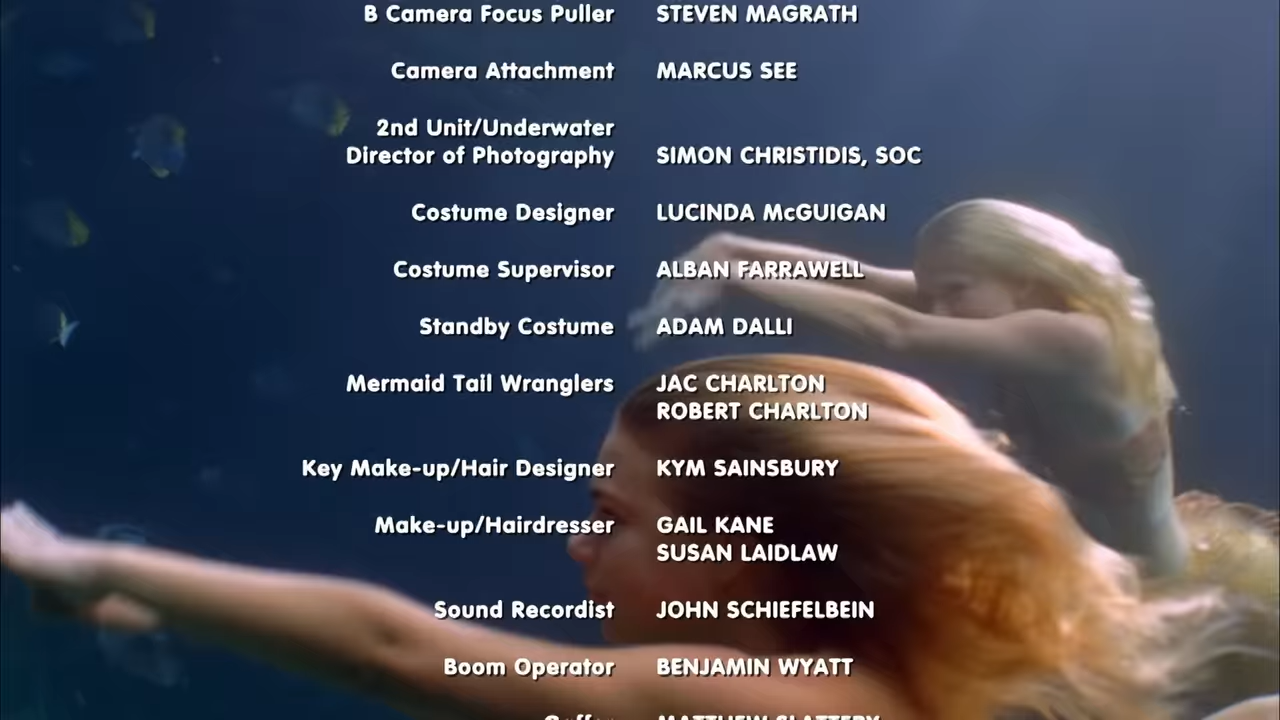 B Camera Focus Puller STEVEN MAGRATH
Camera Attachment MARCUS SEE
2nd Unit/Underwater
Director of Photography SIMON CHRISTIDIS, SOC
Costume Designer LUCINDA McGUIGAN
Costume Supervisor ALBAN FARRAWELL
Standby Costume ADAM DALLI
Mermaid Tail Wranglers JAC CHARLTON
ROBERT CHARLTON
Key Make-up/Hair Designer KYM SAINSBURY
Make-up/Hairdresser GAIL KANE
SUSAN LAIDLAW
Sound Recordist JOHN SCHIEFELBEIN
Boom Operator BENJAMIN WYATT
Gaffer MATTHEW SLATTERY